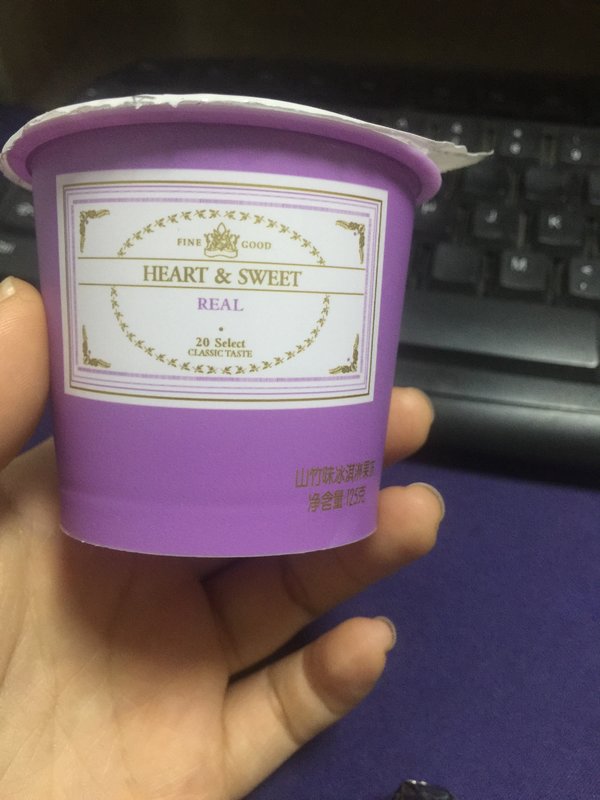 FINE GOOD
HEART & SWEET
REAL
20 Select
CLASSIC TASTE
山竹味冰淇淋果冻
净含量:125克
J
K
M